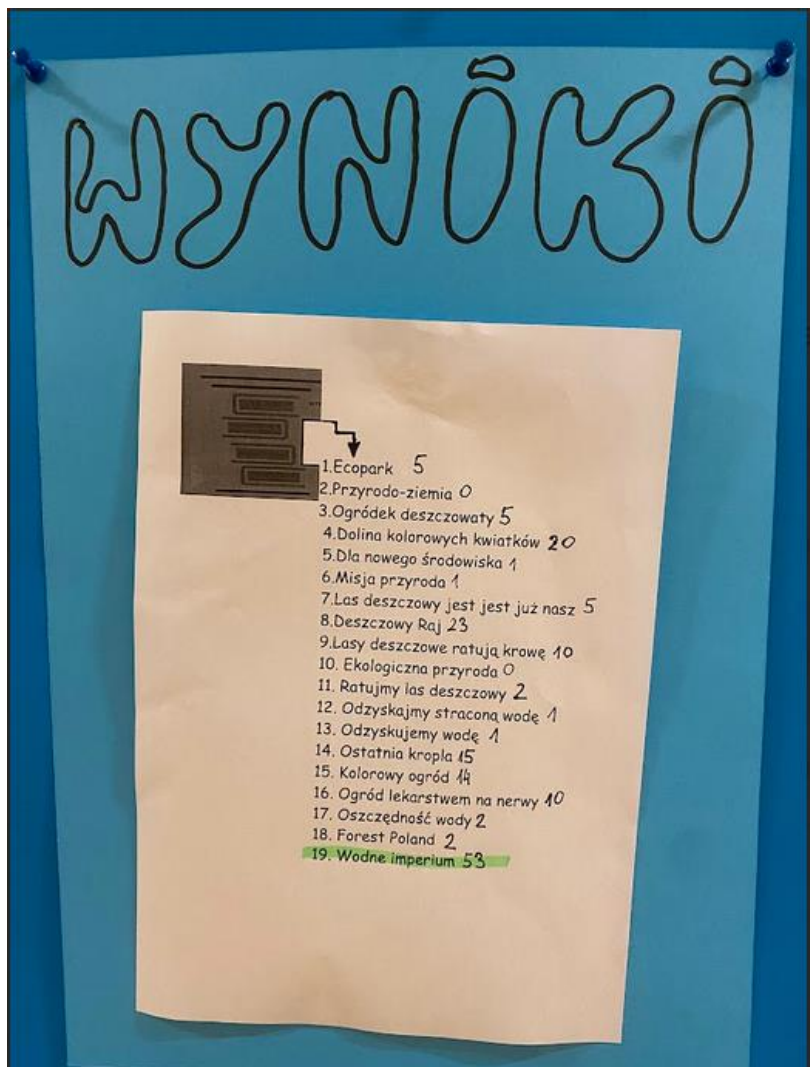 WYNIKI
1.Ecopark 5
2.Przyrodo-ziemia 0
3.Ogródek deszczowaty 5
4.Dolina kolorowych kwiatków 20
5.Dla nowego środowiska 1
6.Misja przyroda 1
7.Las deszczowy jest jest już nasz 5
8.Deszczowy Raj 23
9.Lasy deszczowe ratują krowę 10
10. Ekologiczna przyroda 0
11. Ratujmy las deszczowy 2
12. Odzyskajmy straconą wodę 1
13. Odzyskujemy wodę 1
14. Ostatnia kropla 15
15. Kolorowy ogród 14
16. Ogród lekarstwem na nerwy 10
17. Oszczędność wody 2
18. Forest Poland 2
19. Wodne imperium 53